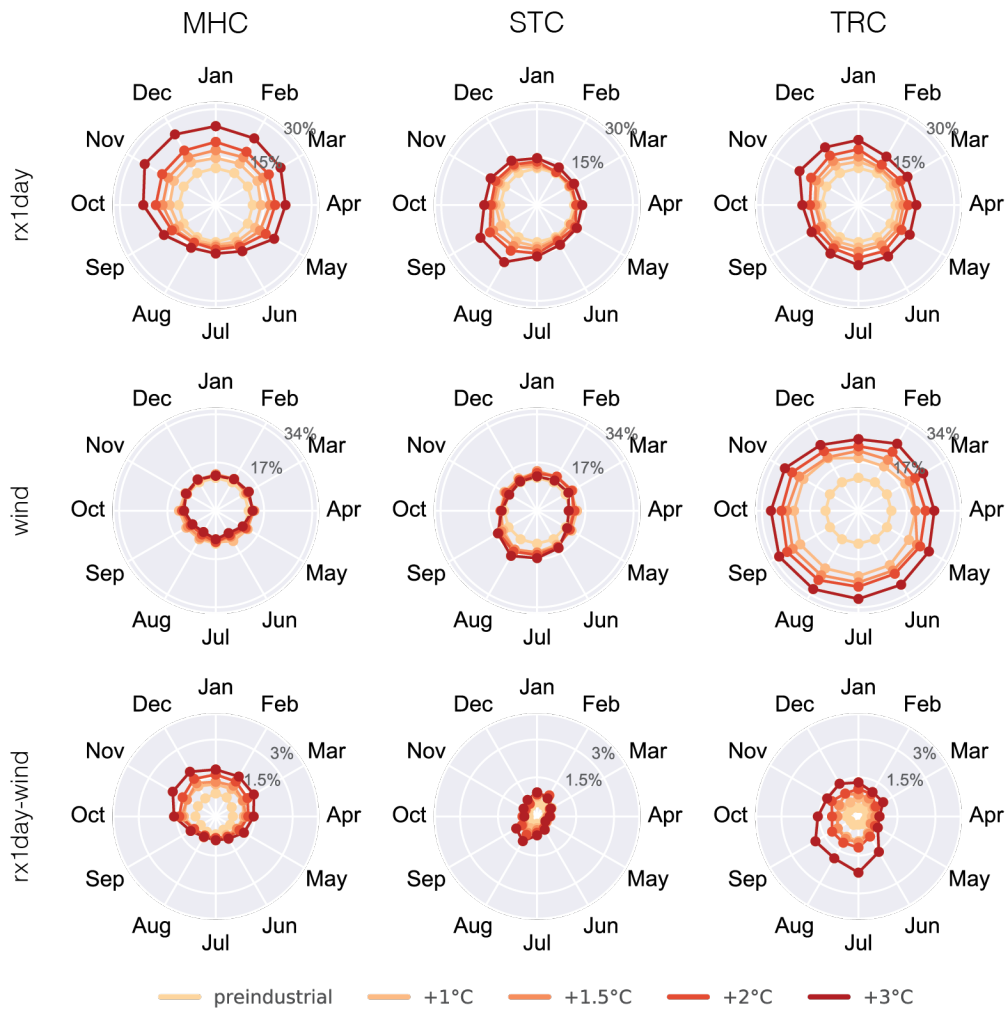 MHC STC TRC
rx1day
Jan
Dec Feb
Nov 30% Mar
15%
Oct Apr
Sep May
Aug Jun
Jul
Jan
Dec Feb
Nov 30% Mar
15%
Oct Apr
Sep May
Aug Jun
Jul
Jan
Dec Feb
Nov 30% Mar
15%
Oct Apr
Sep May
Aug Jun
Jul
wind
Jan
Dec Feb
Nov 34% Mar
17%
Oct Apr
Sep May
Aug Jun
Jul
Jan
Dec Feb
Nov 34% Mar
17%
Oct Apr
Sep May
Aug Jun
Jul
Jan
Dec Feb
Nov 34% Mar
17%
Oct Apr
Sep May
Aug Jun
Jul
rx1day-wind
Jan
Dec Feb
Nov 3% Mar
1.5%
Oct Apr
Sep May
Aug Jun
Jul
Jan
Dec Feb
Nov 3% Mar
1.5%
Oct Apr
Sep May
Aug Jun
Jul
Jan
Dec Feb
Nov 3% Mar
1.5%
Oct Apr
Sep May
Aug Jun
Jul
preindustrial +1°C +1.5°C +2°C +3°C